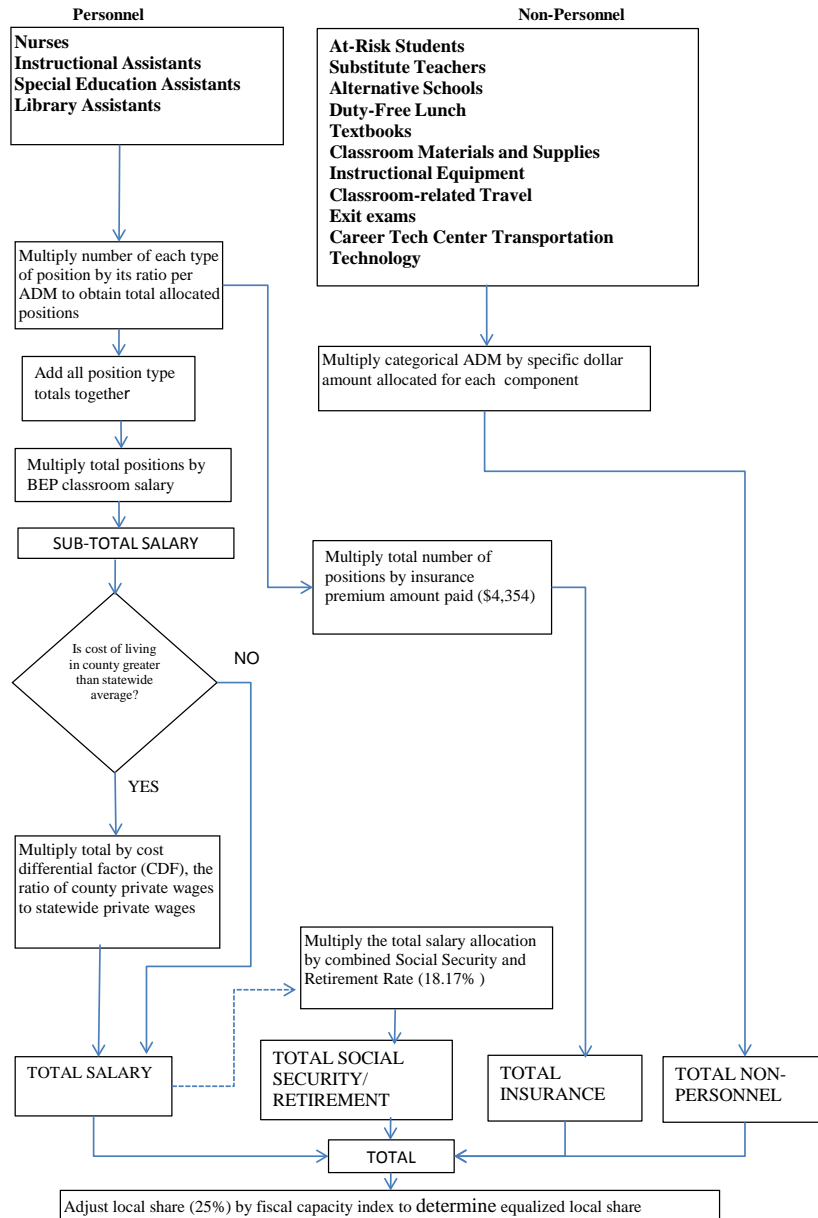 Personnel
Nurses
Instructional Assistants
Special Education Assistants
Library Assistants
Non-Personnel
At-Risk Students
Substitute Teachers
Alternative Schools
Duty-Free Lunch
Textbooks
Classroom Materials and Supplies
Instructional Equipment
Classroom-related Travel
Exit exams
Career Tech Center Transportation
Technology
Multiply number of each type
of position by its ratio per
ADM to obtain total allocated
positions
Multiply categorical ADM by specific dollar
amount allocated for each component
Add all position type
totals together
Multiply total positions by
BEP classroom salary
SUB-TOTAL SALARY
Multiply total number of
positions by insurance
premium amount paid ($4,354)
Is cost of living
in county greater
than statewide
average?
NO
YES
Multiply total by cost
differential factor (CDF), the
ratio of county private wages
to statewide private wages
Multiply the total salary allocation
by combined Social Security and
Retirement Rate (18.17% )
TOTAL SALARY
TOTAL SOCIAL
SECURITY/
RETIREMENT
TOTAL
INSURANCE
TOTAL NON-
PERSONNEL
TOTAL
Adjust local share (25%) by fiscal capacity index to determine equalized local share